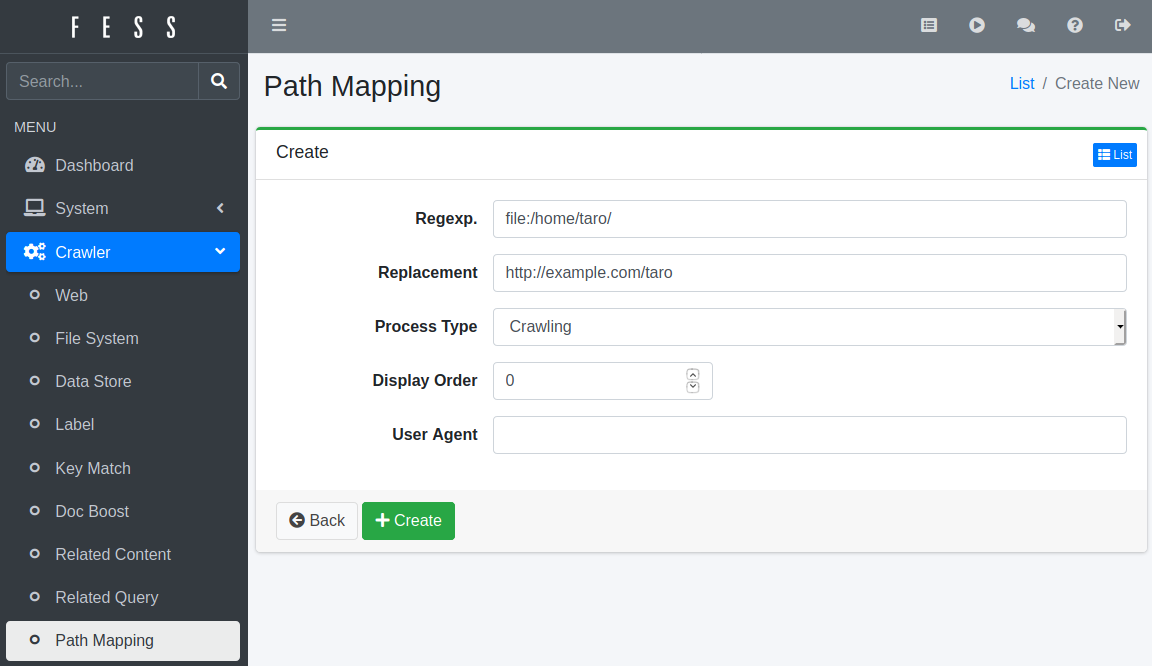 FESS
Search...
MENU
Dashboard
System
Crawler
Web
File System
Data Store
Label
Key Match
Doc Boost
Related Content
Related Query
Path Mapping
Path Mapping
List / Create New
Create
List
Regexp. file:/home/taro/
Replacement http://example.com/taro
Process Type Crawling
Display Order 0
User Agent
Back Create